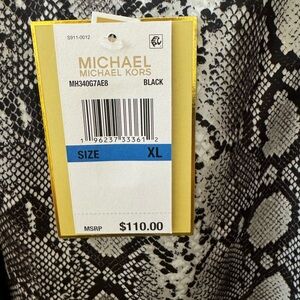 S911-0012
MICHAEL
MICHAEL KORS
MH340G7AE8 BLACK
1 96237 33361 2
SIZE XL
MSRP $110.00